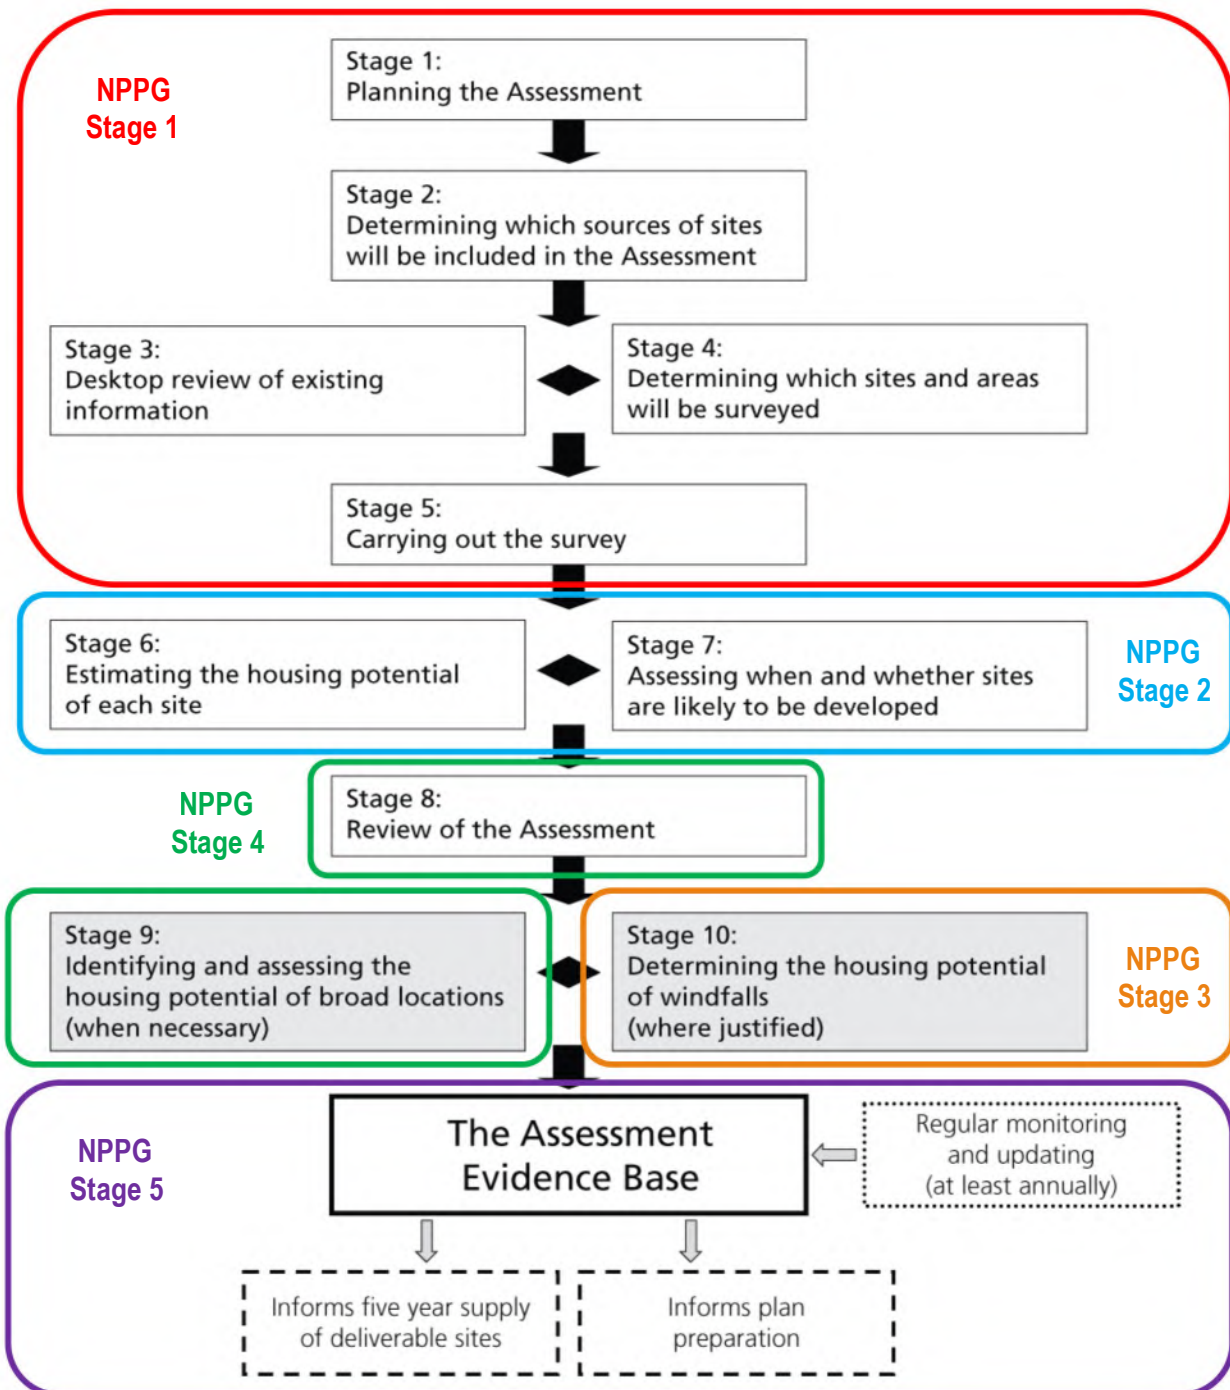 NPPG
Stage 1
Stage 1:
Planning the Assessment
Stage 2:
Determining which sources of sites
will be included in the Assessment
Stage 3:
Desktop review of existing
information
Stage 4:
Determining which sites and areas
will be surveyed
Stage 5:
Carrying out the survey
Stage 6:
Estimating the housing potential
of each site
Stage 7:
Assessing when and whether sites
are likely to be developed
NPPG
Stage 2
NPPG
Stage 4
Stage 8:
Review of the Assessment
Stage 9:
Identifying and assessing the
housing potential of broad locations
(when necessary)
Stage 10:
Determining the housing potential
of windfalls
(where justified)
NPPG
Stage 3
NPPG
Stage 5
The Assessment
Evidence Base
Regular monitoring
and updating
(at least annually)
Informs five year supply
of deliverable sites
Informs plan
preparation